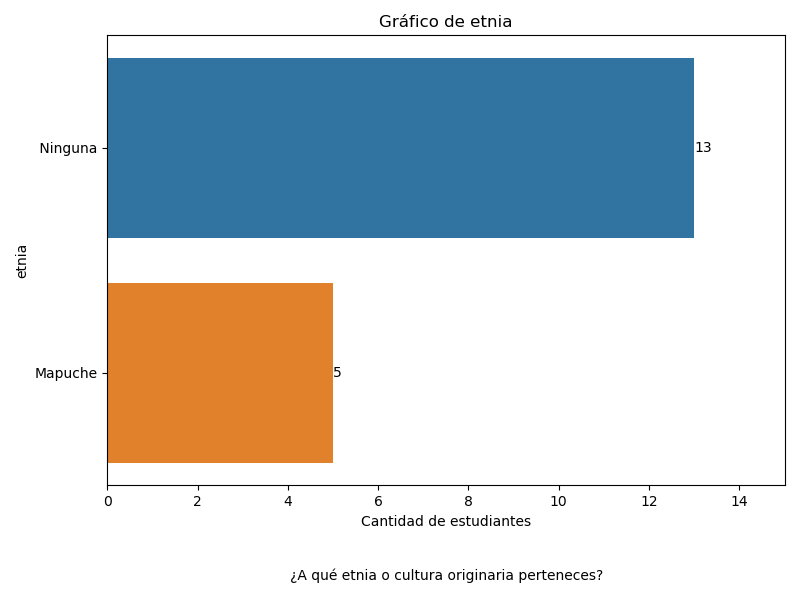 Gráfico de etnia
Ninguna
13
etnia
Mapuche
5
0 2 4 6 8 10 12 14
Cantidad de estudiantes
¿A qué etnia o cultura originaria perteneces?